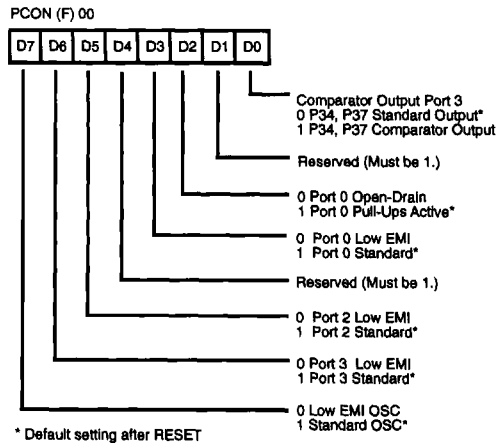 PCON (F) 00
D7 D6 D5 D4 D3 D2 D1 D0
Comparator Output Port 3
0 P34, P37 Standard Output*
1 P34, P37 Comparator Output
Reserved (Must be 1.)
0 Port 0 Open-Drain
1 Port 0 Pull-Ups Active*
0 Port 0 Low EMI
1 Port 0 Standard*
Reserved (Must be 1.)
0 Port 2 Low EMI
1 Port 2 Standard*
0 Port 3 Low EMI
1 Port 3 Standard*
0 Low EMI OSC
1 Standard OSC*
* Default setting after RESET